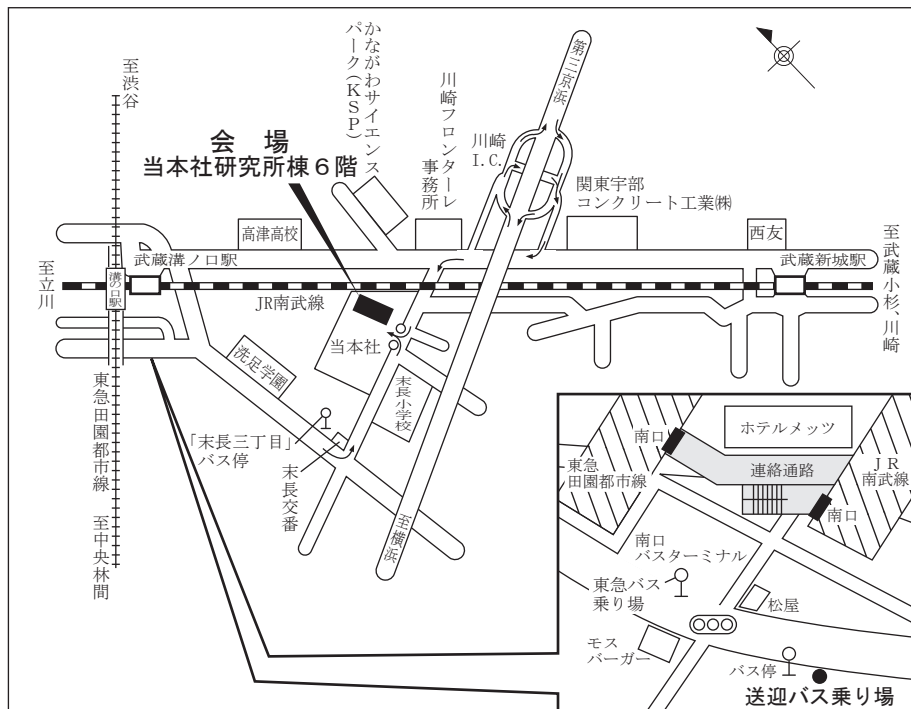 至渋谷
かながわサイエンス
パーク(KSP)
川崎フロンターレ
事務所
第三京浜
川崎
I.C.
会 場
当本社研究所棟6階
関東宇部
コンクリート工業㈱
高津高校
西友
至武蔵小杉、川崎
武蔵溝ノ口駅
武蔵新城駅
至立川
溝の口駅
JR南武線
当本社
洗足学園
末長小学校
「末長三丁目」
バス停
末長交番
至横浜
東急田園都市線 至中央林間
ホテルメッツ
南口
連絡通路
東急
田園都市線
JR
南武線
南口
南口
バスターミナル
東急バス
乗り場
松屋
モス
バーガー
バス停
送迎バス乗り場